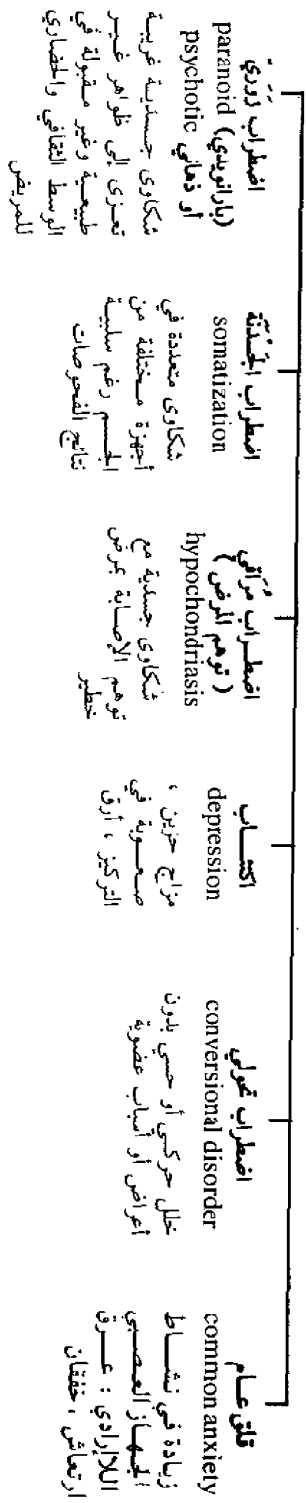 قلق عام
common anxiety
زيادة في نشاط
الجهاز العصبي
اللاإرادي : عرق
ارتعاش ، خفقان
اضطراب تحولي
conversional disorder
خلل حركي أو حسي بدون
أعراض أو أسباب عضوية
اكتئــاب
depression
مزاج حزين ،
صعوبة في
التركيز ، أرق
اضطراب مُراقي
( توهم المرض )
hypochondriasis
شكاوى جسدية مع
توهم الإصابة بمرض
خطير
اضطراب الجَسْدَنَة
somatization
شكاوى متعددة في
أجهزة مختلفة من
الجسم رغم سلبية
نتائج الفحوصات
اضطراب زَوَري
(بارانويدي) paranoid
أو ذهاني psychotic
شكاوى جسدية غريبة
تعزى إلى ظواهر غير
طبيعية وغير مقبولة في
الوسط الثقافي والحضاري
للمريض